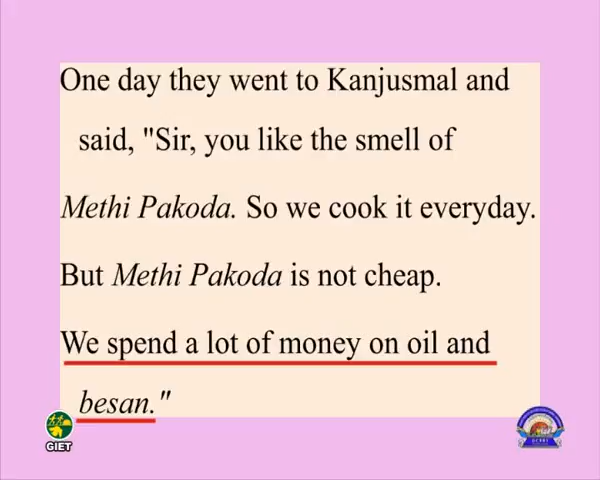 One day they went to Kanjusmal and
said, "Sir, you like the smell of
Methi Pakoda. So we cook it everyday.
But Methi Pakoda is not cheap.
We spend a lot of money on oil and
besan."
GIET